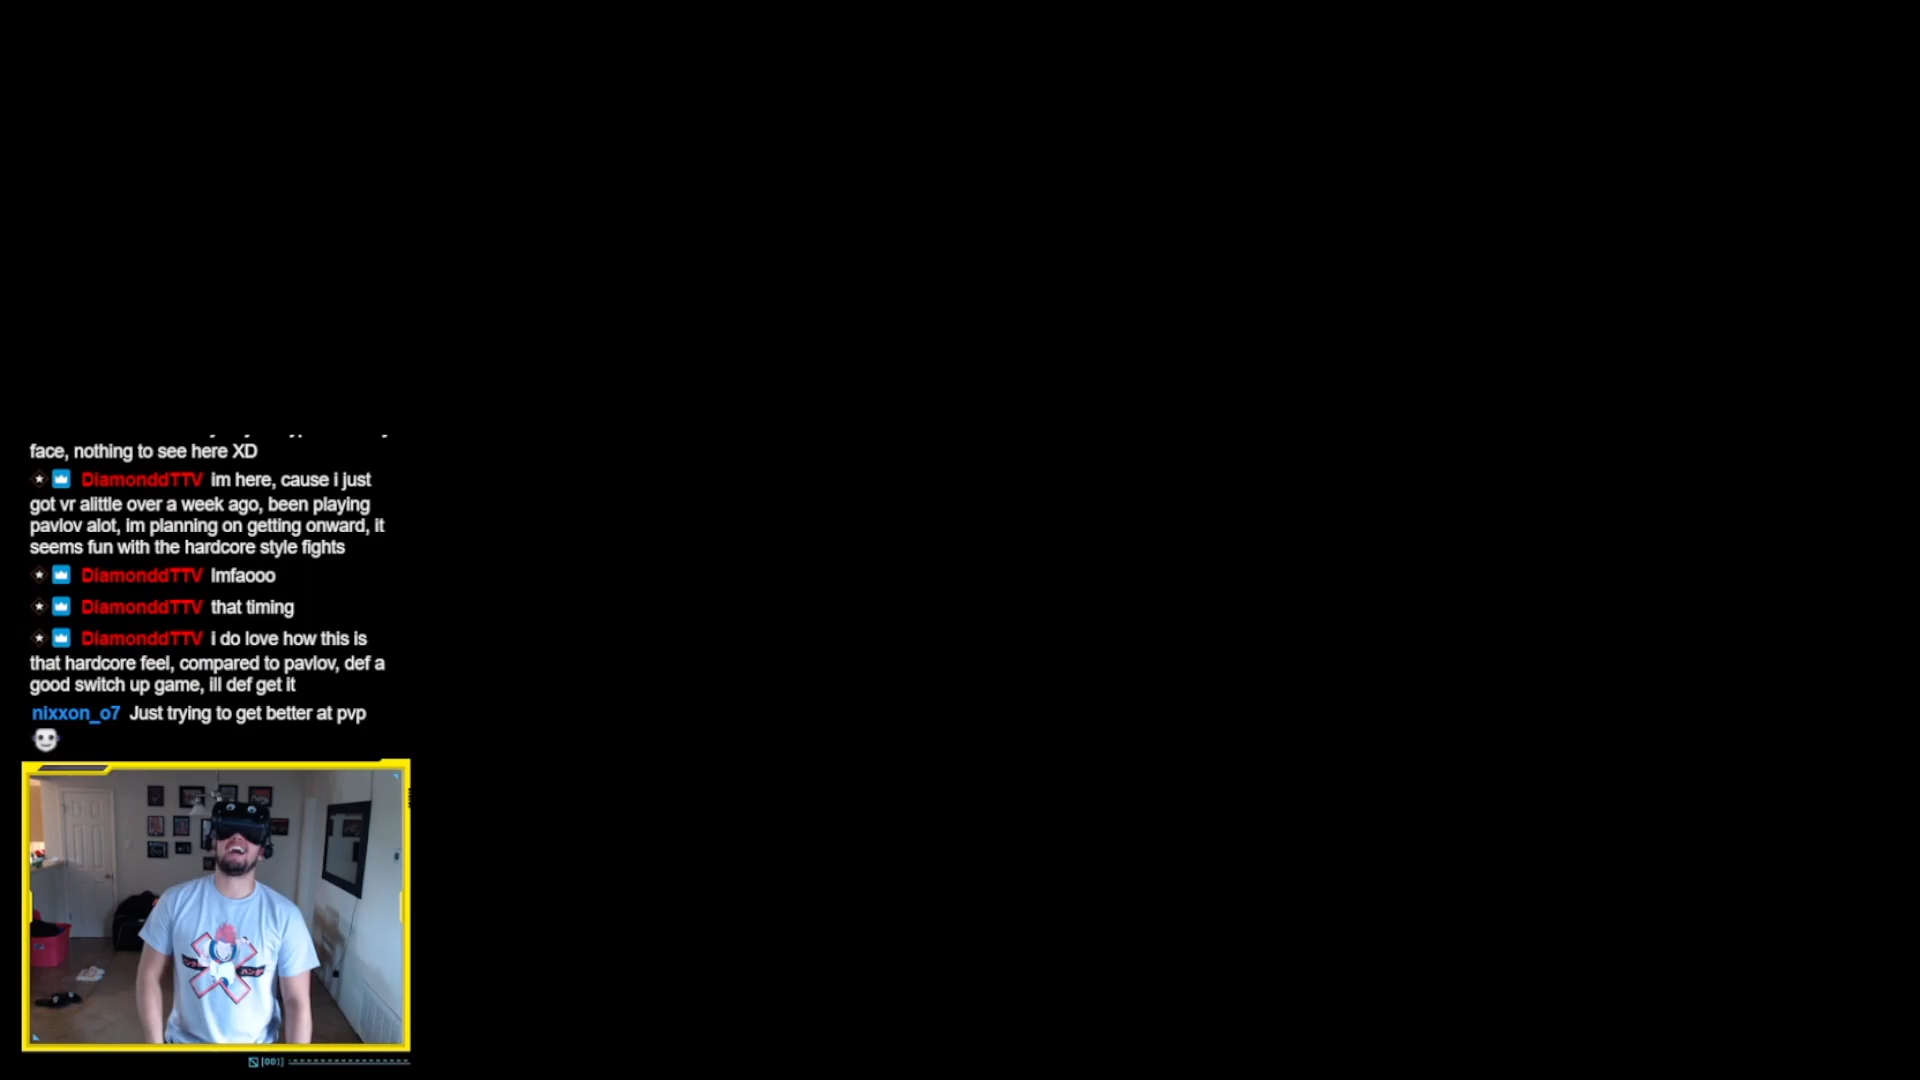 face, nothing to see here XD
DiamonddTTV im here, cause i just
got vr alittle over a week ago, been playing
pavlov alot, im planning on getting onward, it
seems fun with the hardcore style fights
DiamonddTTV lmfaooo
DiamonddTTV that timing
DiamonddTTV i do love how this is
that hardcore feel, compared to pavlov, def a
good switch up game, ill def get it
nixxon_o7 Just trying to get better at pvp
[001]